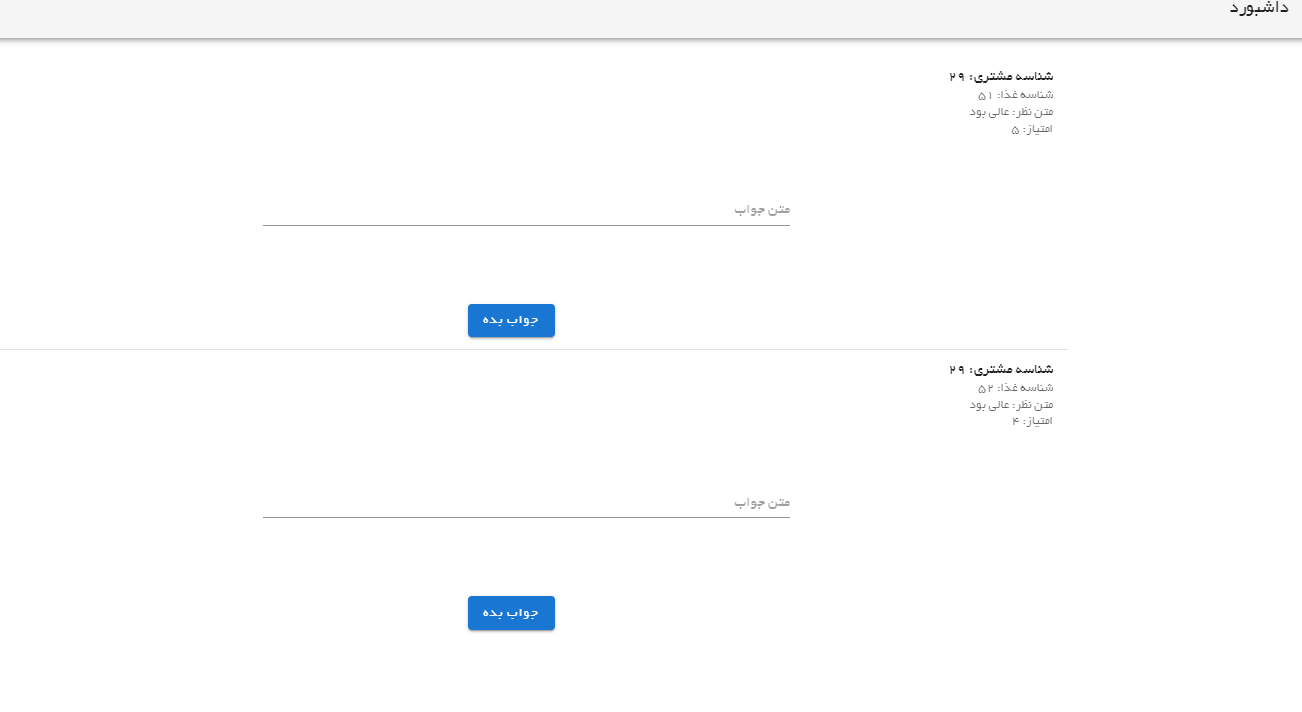 داشبورد
شناسه مشتری: ۲۹
شناسه غذا: ۵۱
متن نظر: عالی بود
امتیاز: ۵
متن جواب
جواب بده
شناسه مشتری: ۲۹
شناسه غذا: ۵۲
متن نظر: عالی بود
امتیاز: ۴
متن جواب
جواب بده